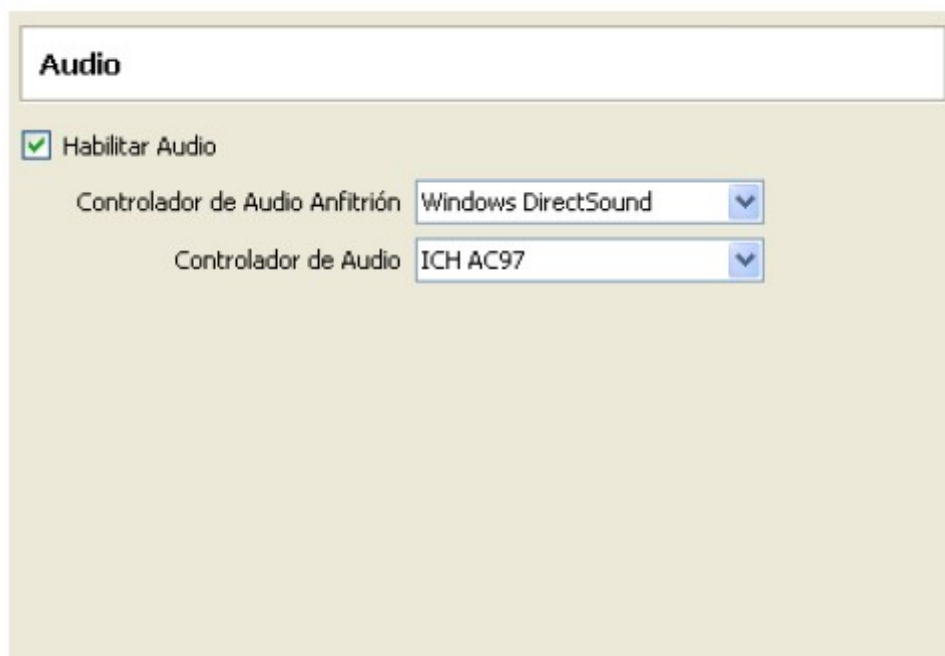 Audio
Habilitar Audio
Controlador de Audio Anfitrión Windows DirectSound
Controlador de Audio ICH AC97